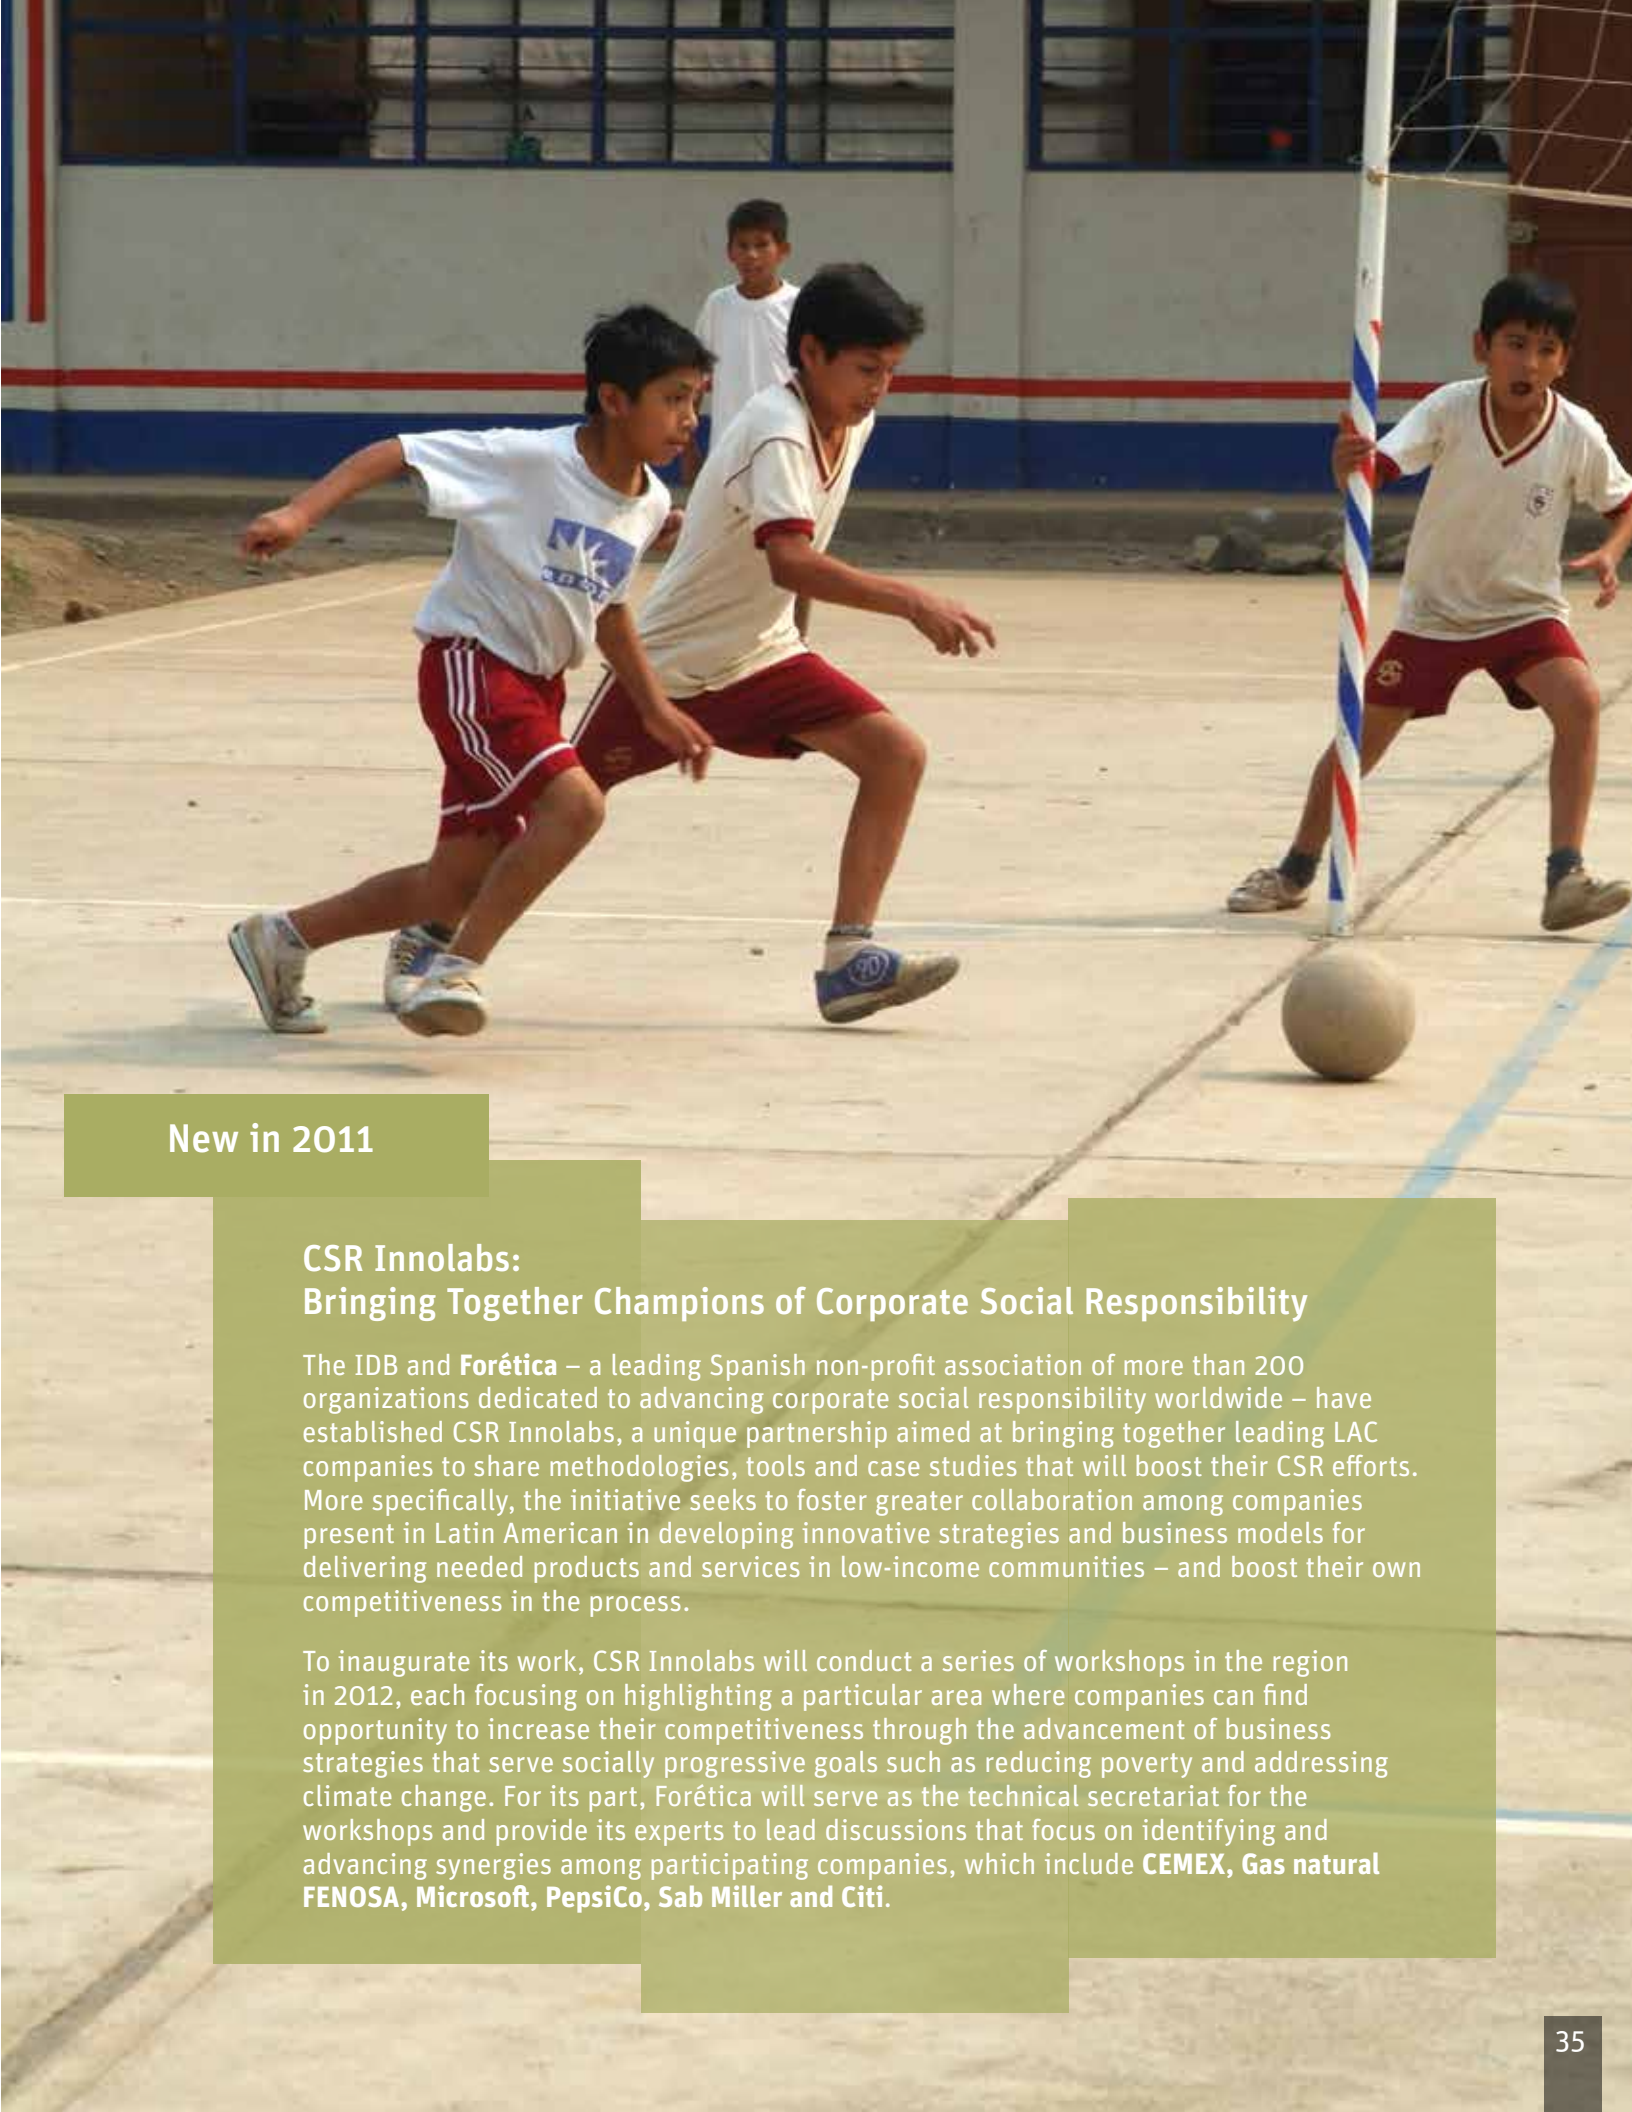 New in 2011
CSR Innolabs:
Bringing Together Champions of Corporate Social Responsibility
The IDB and Forética – a leading Spanish non-profit association of more than 200
organizations dedicated to advancing corporate social responsibility worldwide – have
established CSR Innolabs, a unique partnership aimed at bringing together leading LAC
companies to share methodologies, tools and case studies that will boost their CSR efforts.
More specifically, the initiative seeks to foster greater collaboration among companies
present in Latin American in developing innovative strategies and business models for
delivering needed products and services in low-income communities – and boost their own
competitiveness in the process.
To inaugurate its work, CSR Innolabs will conduct a series of workshops in the region
in 2012, each focusing on highlighting a particular area where companies can find
opportunity to increase their competitiveness through the advancement of business
strategies that serve socially progressive goals such as reducing poverty and addressing
climate change. For its part, Forética will serve as the technical secretariat for the
workshops and provide its experts to lead discussions that focus on identifying and
advancing synergies among participating companies, which include CEMEX, Gas natural
FENOSA, Microsoft, PepsiCo, Sab Miller and Citi.
35